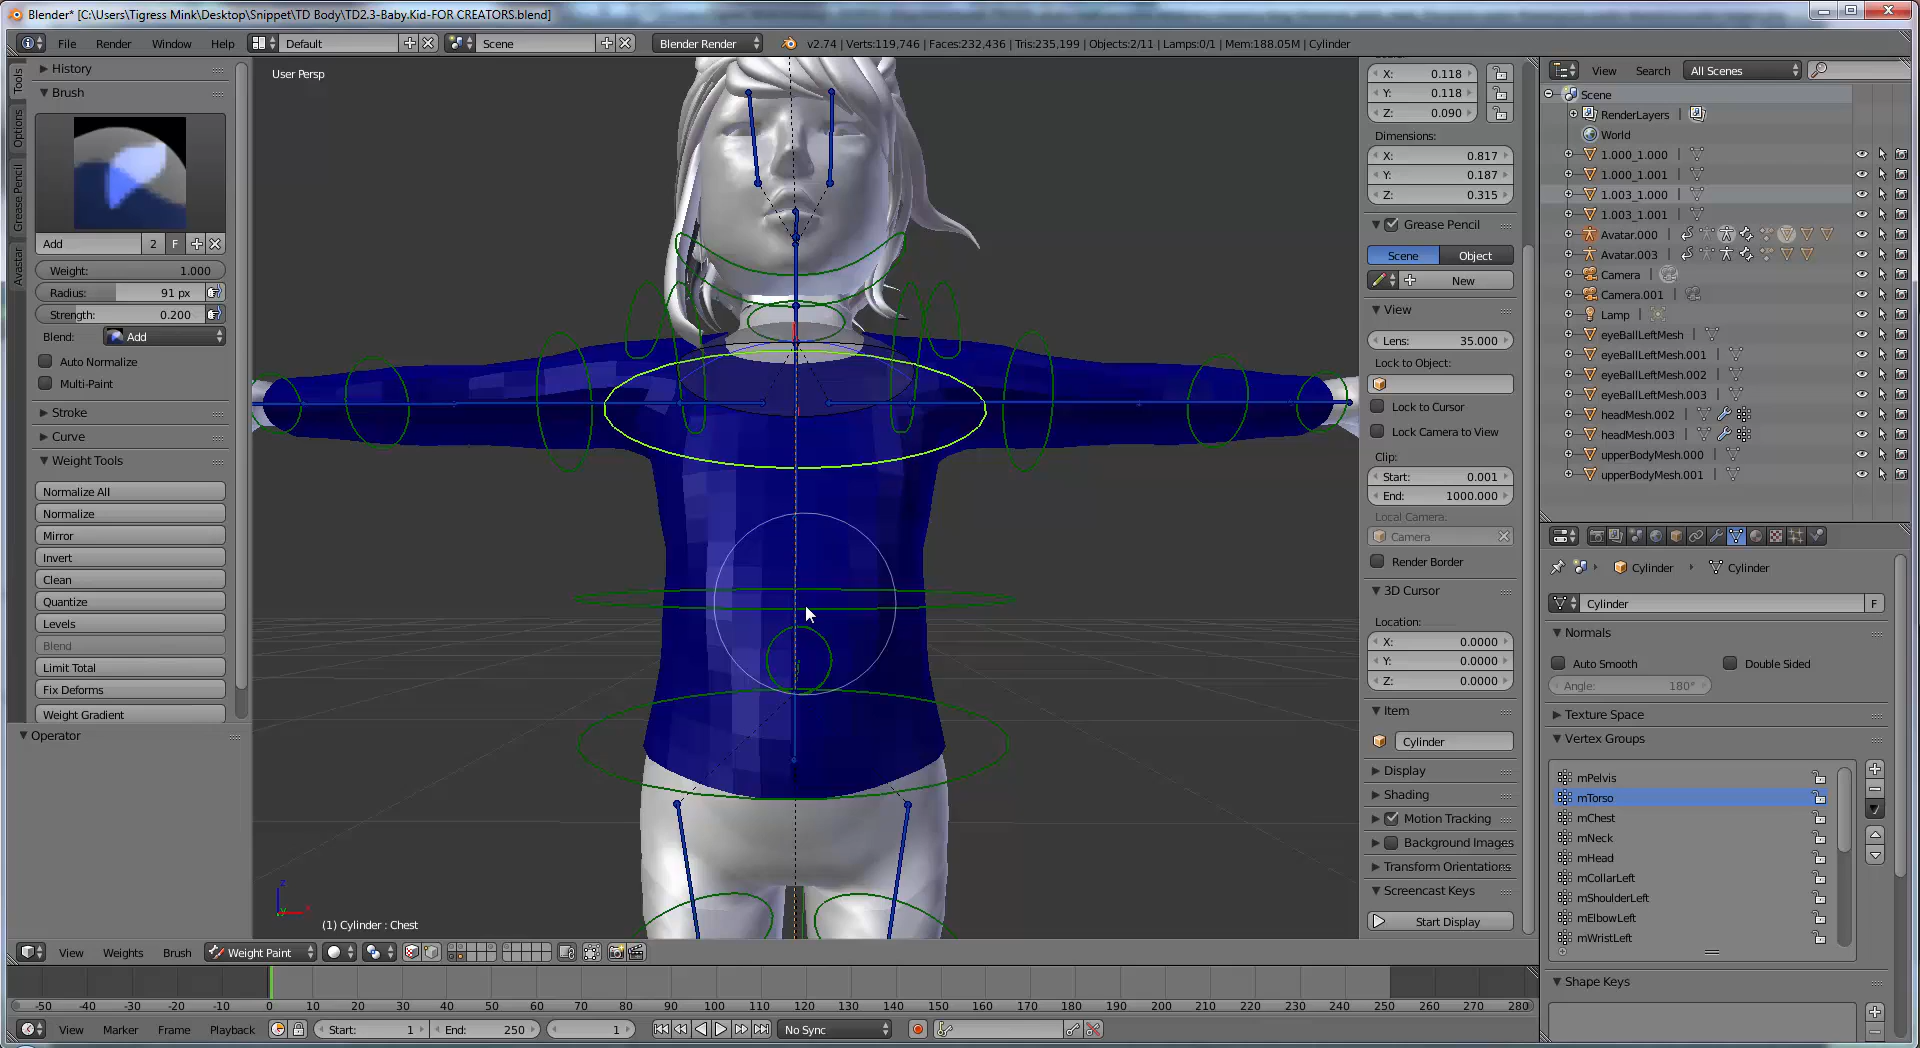 Blender* [C:\Users\Tigress Mink\Desktop\Snippet\TD Body\TD2.3-Baby.Kid-FOR CREATORS.blend]
File Render Window Help Default Scene Blender Render v2.74 | Verts:119,746 | Faces:232,436 | Tris:235,199 | Objects:2/11 | Lamps:0/1 | Mem:188.05M | Cylinder
Tools
Options
Grease Pencil
Avastar
History
Brush
Add 2 F
Weight: 1.000
Radius: 91 px
Strength: 0.200
Blend: Add
Auto Normalize
Multi-Paint
Stroke
Curve
Weight Tools
Normalize All
Normalize
Mirror
Invert
Clean
Quantize
Levels
Blend
Limit Total
Fix Deforms
Weight Gradient
Operator
User Persp
(1) Cylinder : Chest
X: 0.118
Y: 0.118
Z: 0.090
Dimensions:
X: 0.817
Y: 0.187
Z: 0.315
Grease Pencil
Scene Object
New
View
Lens: 35.000
Lock to Object:
Lock to Cursor
Lock Camera to View
Clip:
Start: 0.001
End: 1000.000
Local Camera:
Camera
Render Border
3D Cursor
Location:
X: 0.0000
Y: 0.0000
Z: 0.0000
Item
Cylinder
Display
Shading
Motion Tracking
Background Images
Transform Orientations
Screencast Keys
Start Display
View Search All Scenes
Scene
RenderLayers
World
1.000_1.000
1.000_1.001
1.003_1.000
1.003_1.001
Avatar.000
Avatar.003
Camera
Camera.001
Lamp
eyeBallLeftMesh
eyeBallLeftMesh.001
eyeBallLeftMesh.002
eyeBallLeftMesh.003
headMesh.002
headMesh.003
upperBodyMesh.000
upperBodyMesh.001
Cylinder Cylinder
Cylinder F
Normals
Auto Smooth Double Sided
Angle: 180°
Texture Space
Vertex Groups
mPelvis
mTorso
mChest
mNeck
mHead
mCollarLeft
mShoulderLeft
mElbowLeft
mWristLeft
Shape Keys
View Weights Brush Weight Paint
-50 -40 -30 -20 -10 0 10 20 30 40 50 60 70 80 90 100 110 120 130 140 150 160 170 180 190 200 210 220 230 240 250 260 270 280
View Marker Frame Playback Start: 1 End: 250 1 No Sync